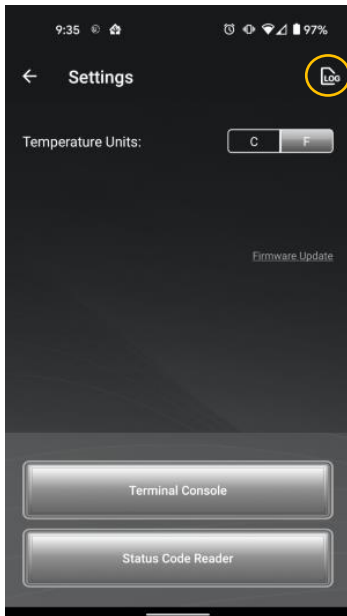 9:35 97%
Settings LOG
Temperature Units: C F
Firmware Update
Terminal Console
Status Code Reader